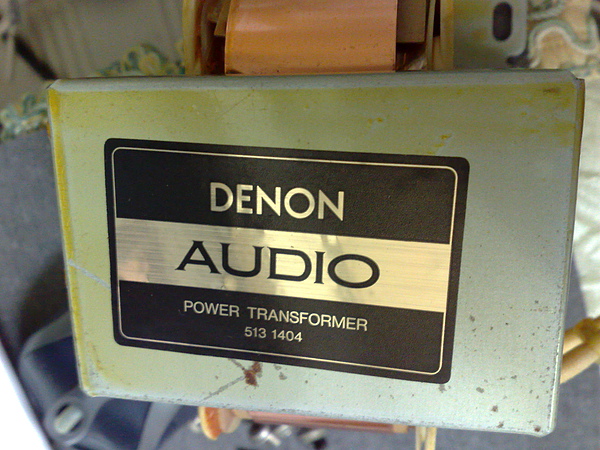 DENON
AUDIO
POWER TRANSFORMER
513 1404